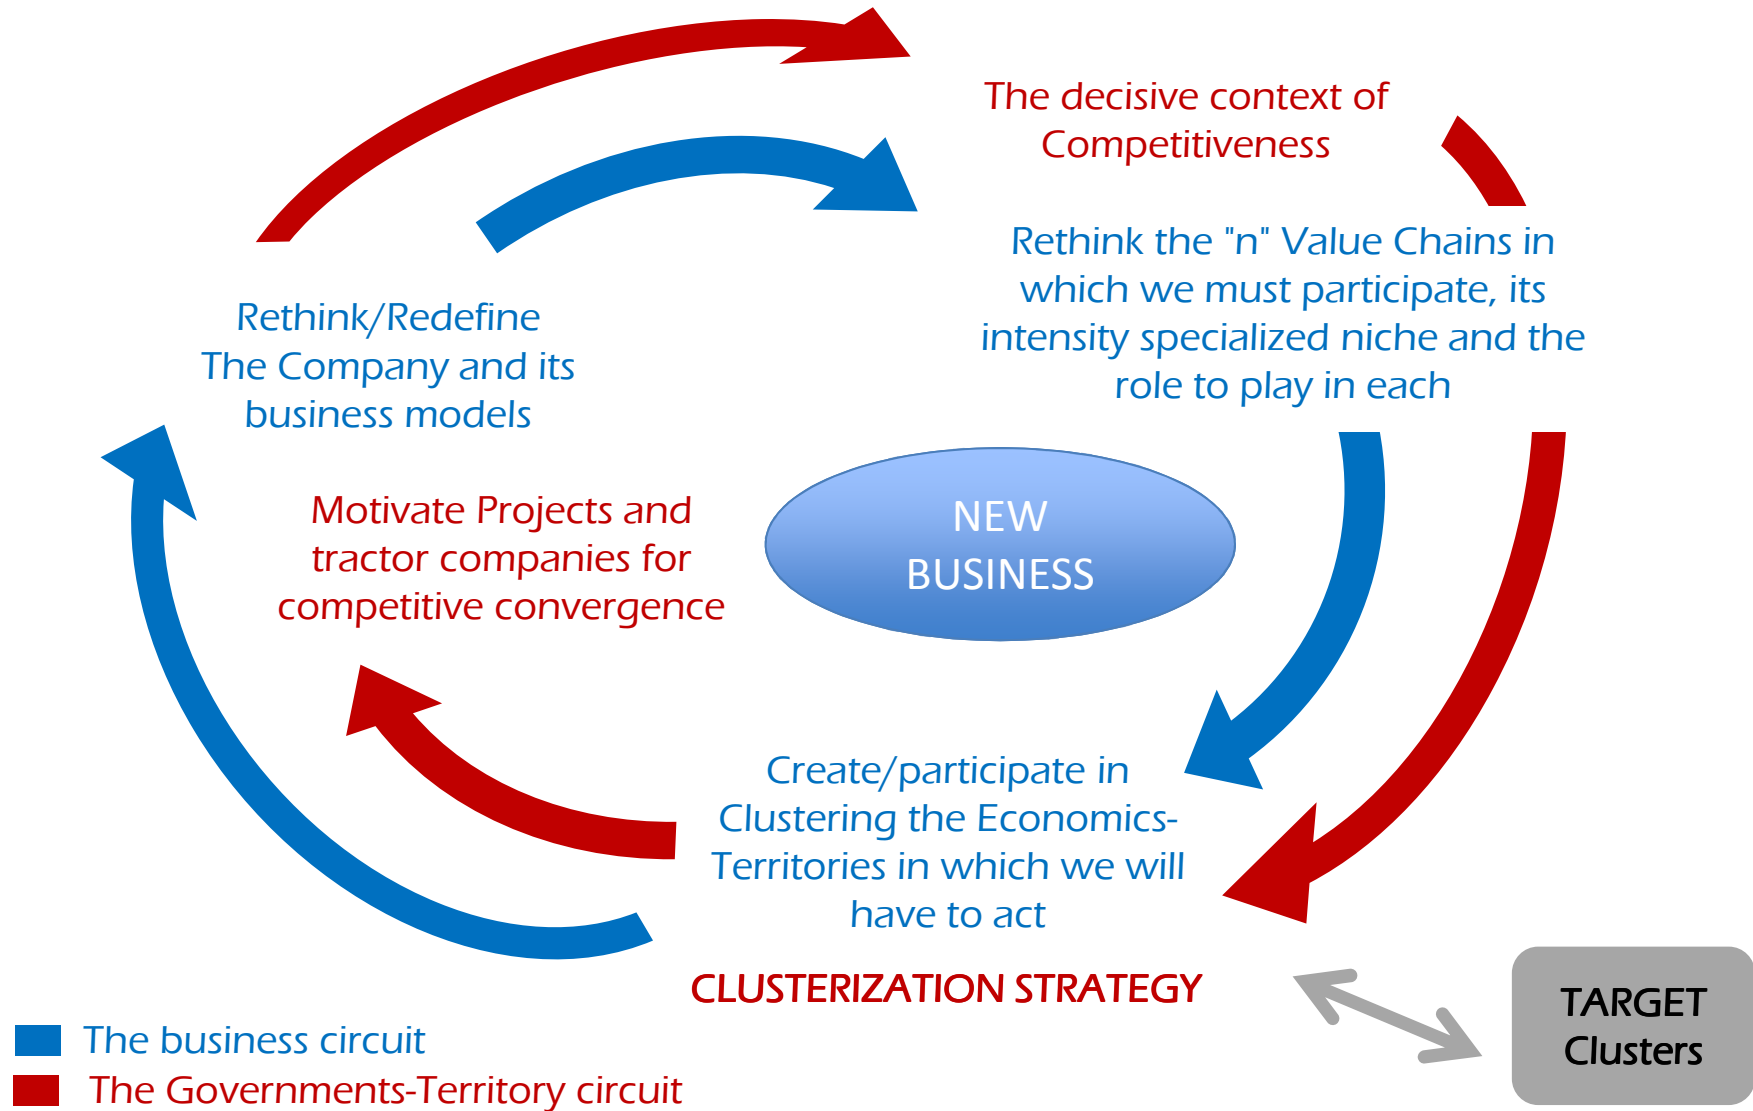 The decisive context of
Competitiveness
Rethink the "n" Value Chains in
which we must participate, its
intensity specialized niche and the
role to play in each
Rethink/Redefine
The Company and its
business models
Motivate Projects and
tractor companies for
competitive convergence
NEW
BUSINESS
Create/participate in
Clustering the Economics-
Territories in which we will
have to act
CLUSTERIZATION STRATEGY
TARGET
Clusters
The business circuit
The Governments-Territory circuit